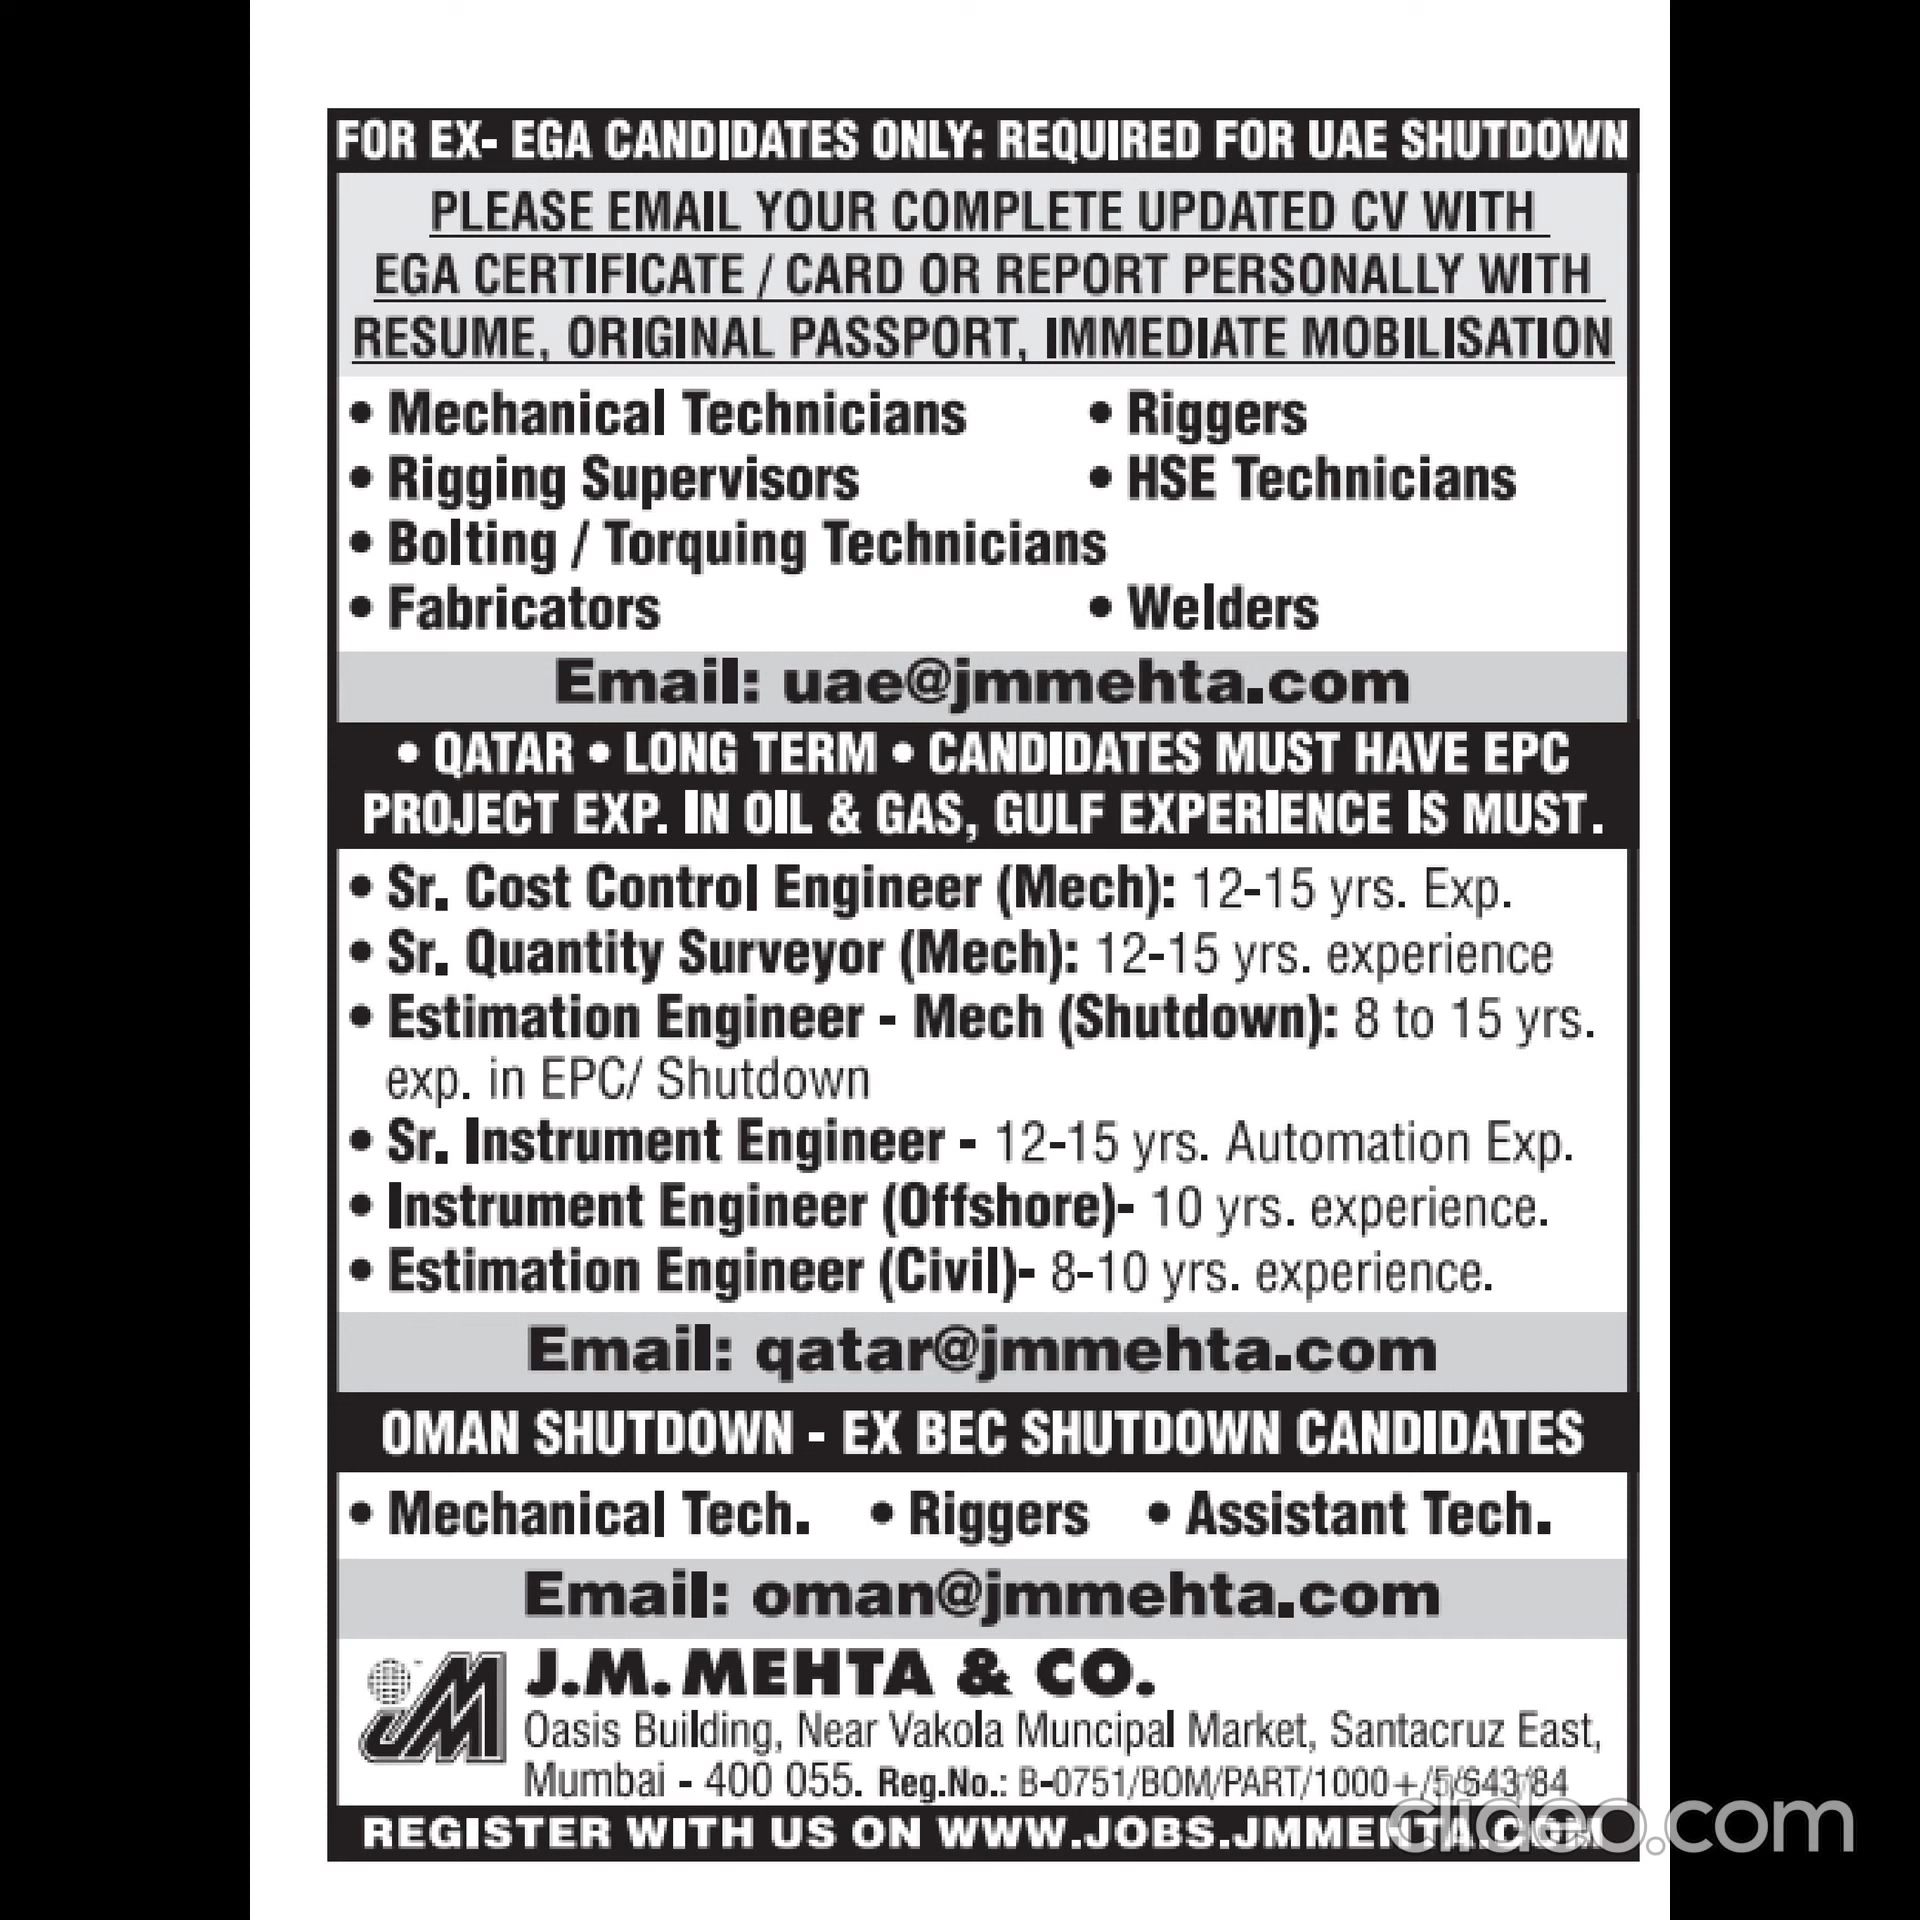 FOR EX- EGA CANDIDATES ONLY: REQUIRED FOR UAE SHUTDOWN
PLEASE EMAIL YOUR COMPLETE UPDATED CV WITH
EGA CERTIFICATE / CARD OR REPORT PERSONALLY WITH
RESUME, ORIGINAL PASSPORT, IMMEDIATE MOBILISATION
• Mechanical Technicians • Riggers
• Rigging Supervisors • HSE Technicians
• Bolting / Torquing Technicians
• Fabricators • Welders
Email: uae@jmmehta.com
• QATAR • LONG TERM • CANDIDATES MUST HAVE EPC
PROJECT EXP. IN OIL & GAS, GULF EXPERIENCE IS MUST.
• Sr. Cost Control Engineer (Mech): 12-15 yrs. Exp.
• Sr. Quantity Surveyor (Mech): 12-15 yrs. experience
• Estimation Engineer - Mech (Shutdown): 8 to 15 yrs.
exp. in EPC/ Shutdown
• Sr. Instrument Engineer - 12-15 yrs. Automation Exp.
• Instrument Engineer (Offshore)- 10 yrs. experience.
• Estimation Engineer (Civil)- 8-10 yrs. experience.
Email: qatar@jmmehta.com
OMAN SHUTDOWN - EX BEC SHUTDOWN CANDIDATES
• Mechanical Tech. • Riggers • Assistant Tech.
Email: oman@jmmehta.com
JM
J.M. MEHTA & CO.
Oasis Building, Near Vakola Muncipal Market, Santacruz East,
Mumbai - 400 055. Reg.No.: B-0751/BOM/PART/1000+/5/643/84
REGISTER WITH US ON WWW.JOBS.JMMEHTA.COM
clideo.com